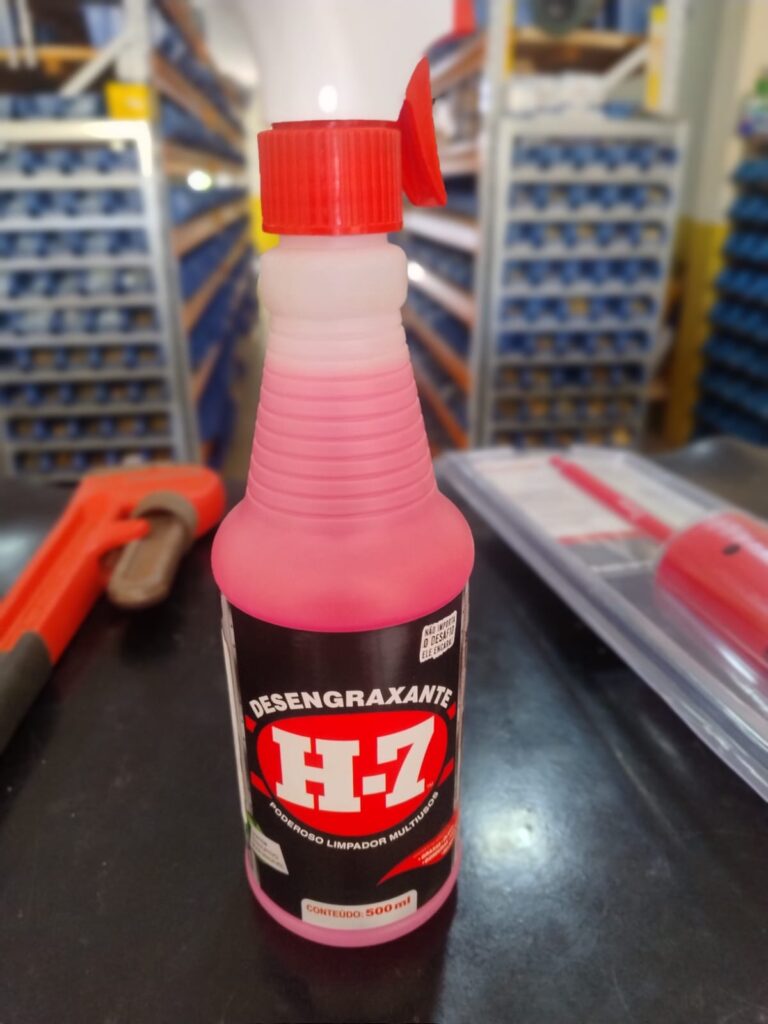 NÃO IMPORTA
O DESAFIO
ELE ENCARA!
DESENGRAXANTE
H-7
PODEROSO LIMPADOR MULTIUSOS
CONTEÚDO: 500 ml